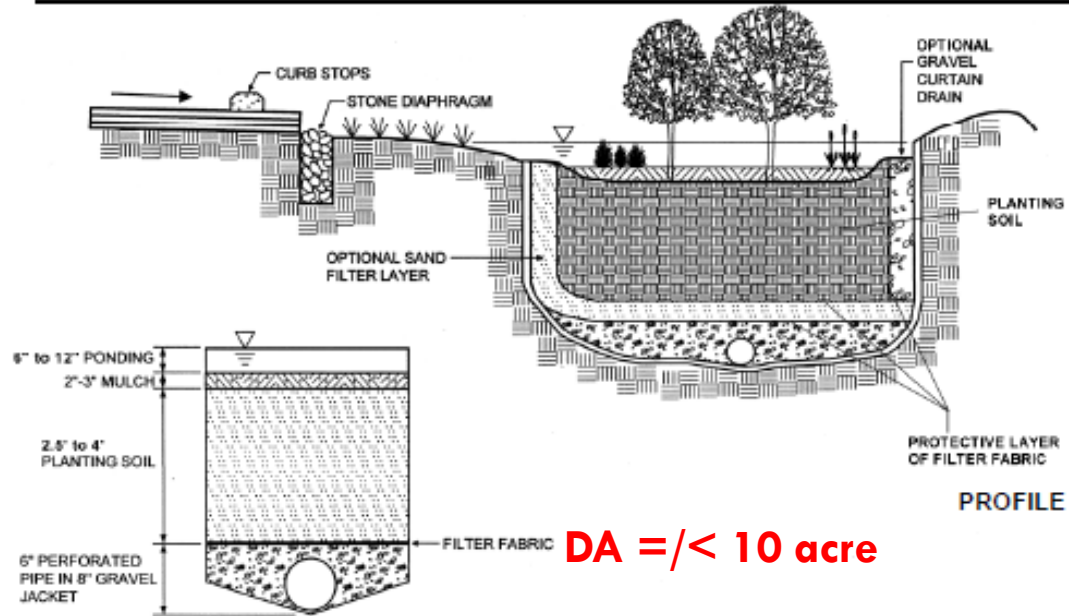 CURB STOPS
STONE DIAPHRAGM
OPTIONAL
GRAVEL
CURTAIN
DRAIN
PLANTING
SOIL
OPTIONAL SAND
FILTER LAYER
6" to 12" PONDING
2"-3" MULCH
2.5' to 4'
PLANTING SOIL
PROTECTIVE LAYER
OF FILTER FABRIC
PROFILE
FILTER FABRIC
DA =/< 10 acre
6" PERFORATED
PIPE IN 8" GRAVEL
JACKET